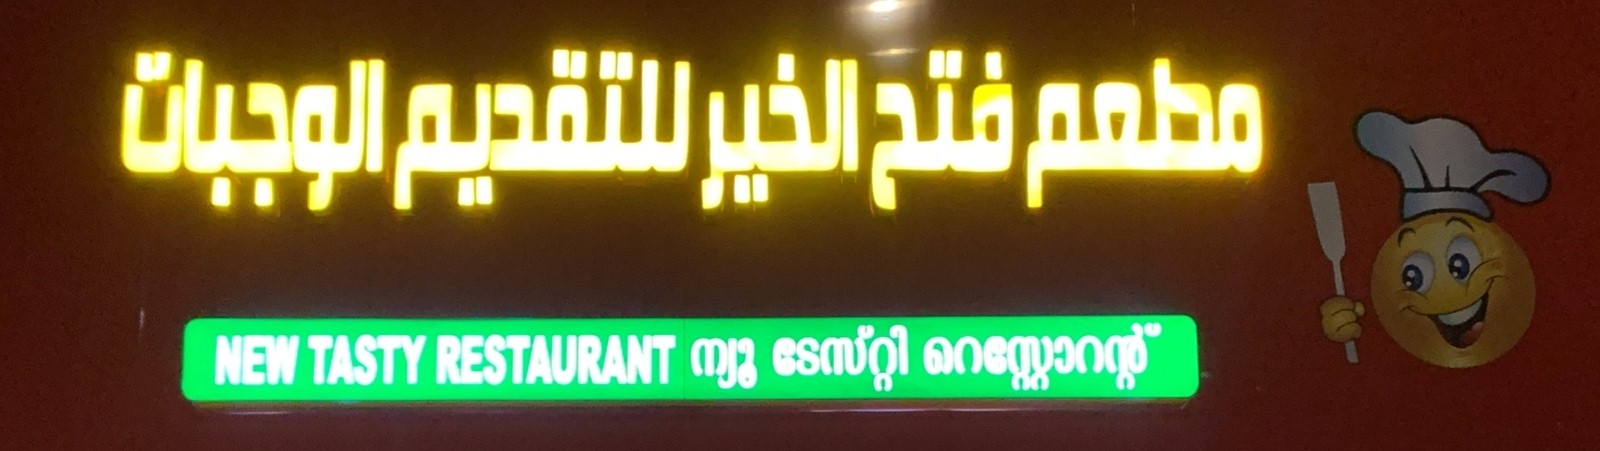 مطعم فتح الخير للتقديم الوجبات
NEW TASTY RESTAURANT ന്യൂ ടേസ്റ്റി റെസ്റ്റോറന്റ്